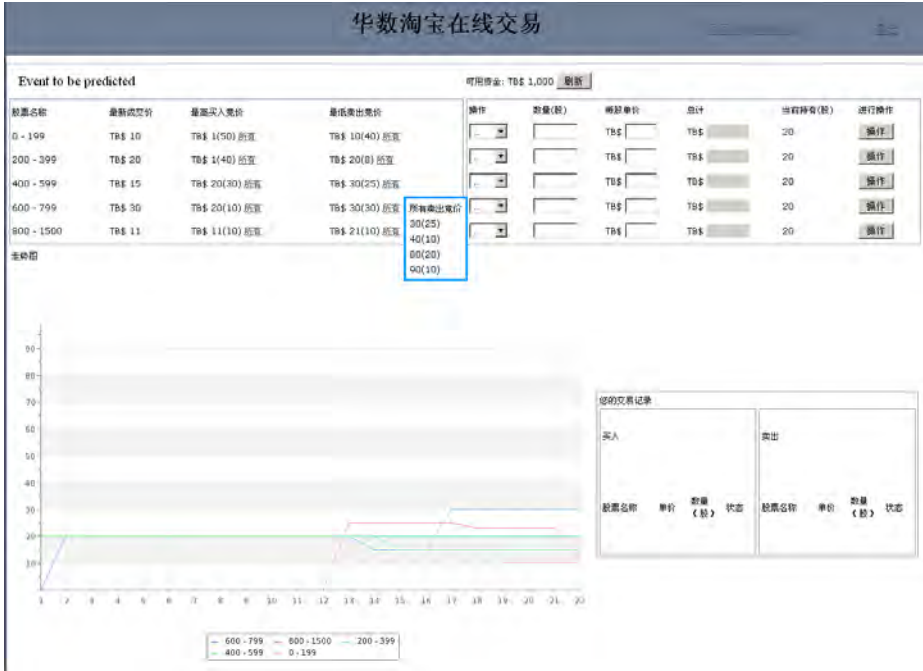 华数淘宝在线交易
Event to be predicted
可用资金: TB$ 1,000 刷新
股票名称 最新成交价 最高买入竞价 最低卖出竞价 操作 数量(股) 每股单价 总计 当前持有(股) 进行操作
0 - 199 TB$ 10 TB$ 1(50) 所有 TB$ 10(40) 所有 TB$ TB$ 20 操作
200 - 399 TB$ 20 TB$ 1(40) 所有 TB$ 20(8) 所有 TB$ TB$ 20 操作
400 - 599 TB$ 15 TB$ 20(30) 所有 TB$ 30(25) 所有 TB$ TB$ 20 操作
600 - 799 TB$ 30 TB$ 20(10) 所有 TB$ 30(30) 所有 TB$ TB$ 20 操作
800 - 1500 TB$ 11 TB$ 11(10) 所有 TB$ 21(10) 所有 TB$ TB$ 20 操作
所有卖出竞价
30(25)
40(10)
80(20)
90(10)
走势图
90
80
70
60
50
40
30
20
10
1 2 3 4 5 6 7 8 9 10 11 12 13 14 15 16 17 18 19 20 21 22
600 - 799 800 - 1500 200 - 399
400 - 599 0 - 199
您的交易记录
买入 卖出
股票名称 单价 数量(股) 状态 股票名称 单价 数量(股) 状态